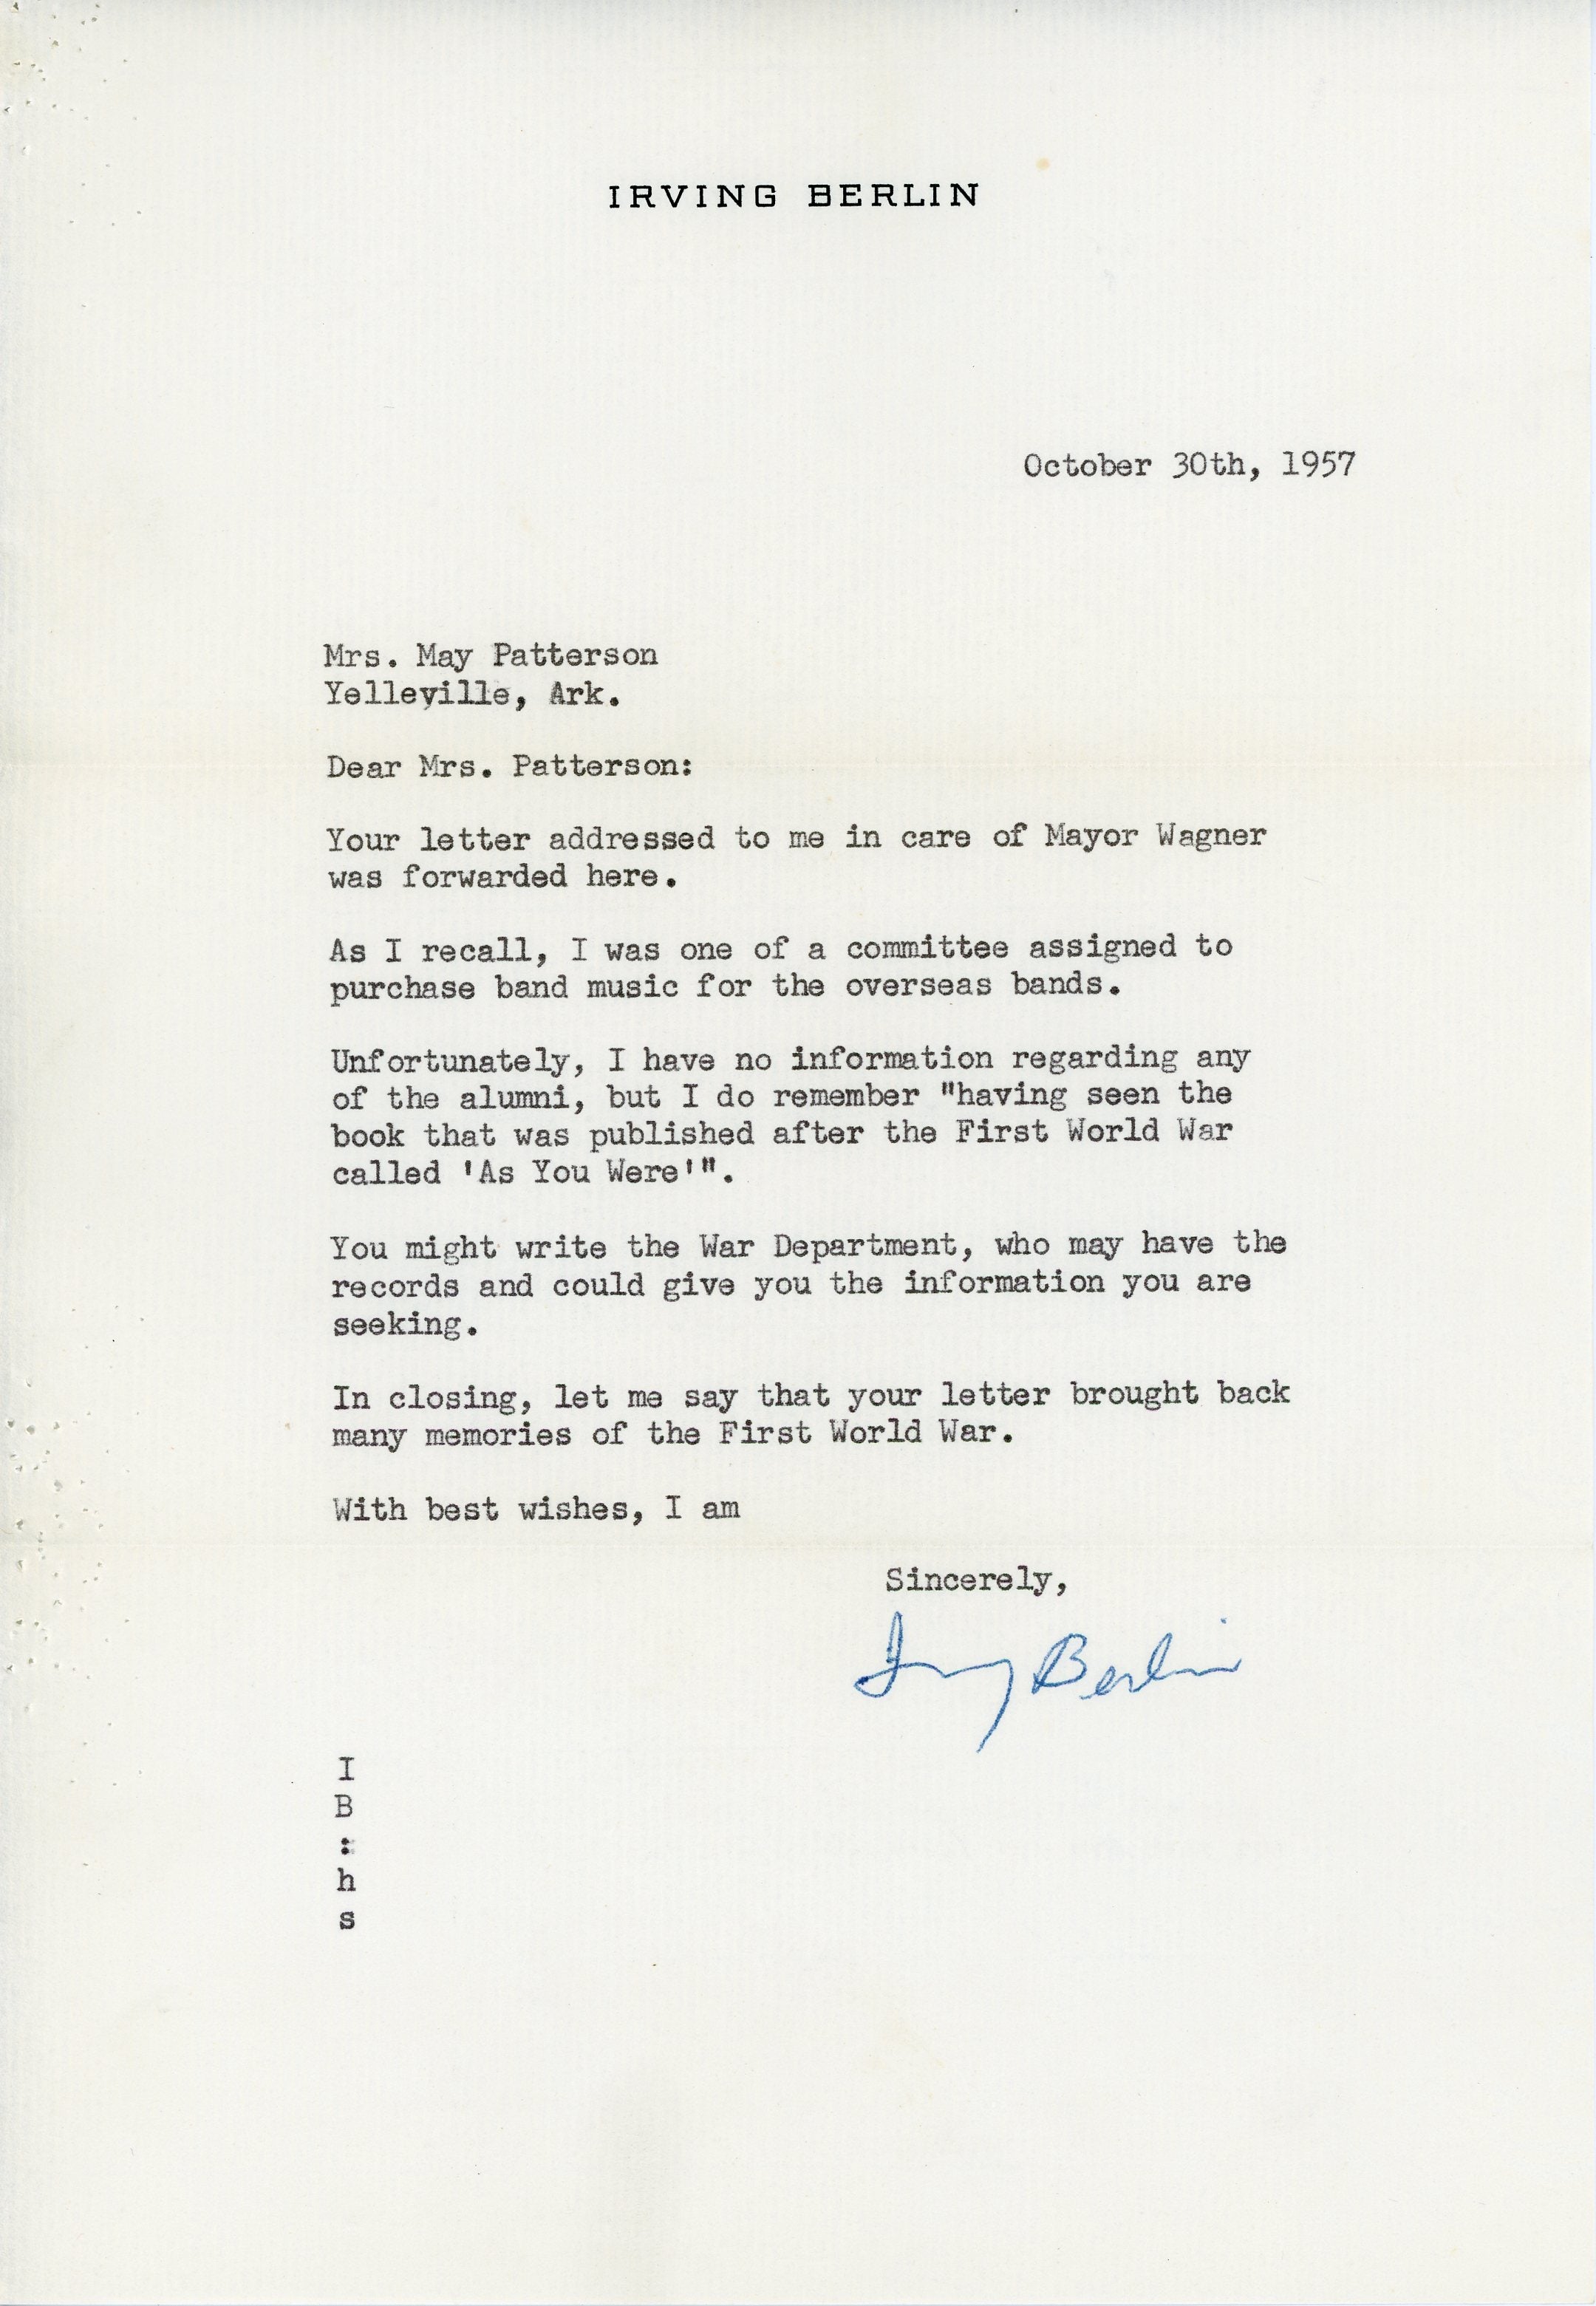 IRVING BERLIN
October 30th, 1957
Mrs. May Patterson
Yelleville, Ark.
Dear Mrs. Patterson:
Your letter addressed to me in care of Mayor Wagner
was forwarded here.
As I recall, I was one of a committee assigned to
purchase band music for the overseas bands.
Unfortunately, I have no information regarding any
of the alumni, but I do remember "having seen the
book that was published after the First World War
called 'As You Were'".
You might write the War Department, who may have the
records and could give you the information you are
seeking.
In closing, let me say that your letter brought back
many memories of the First World War.
With best wishes, I am
Sincerely,
Irving Berlin
I
B
:
h
s